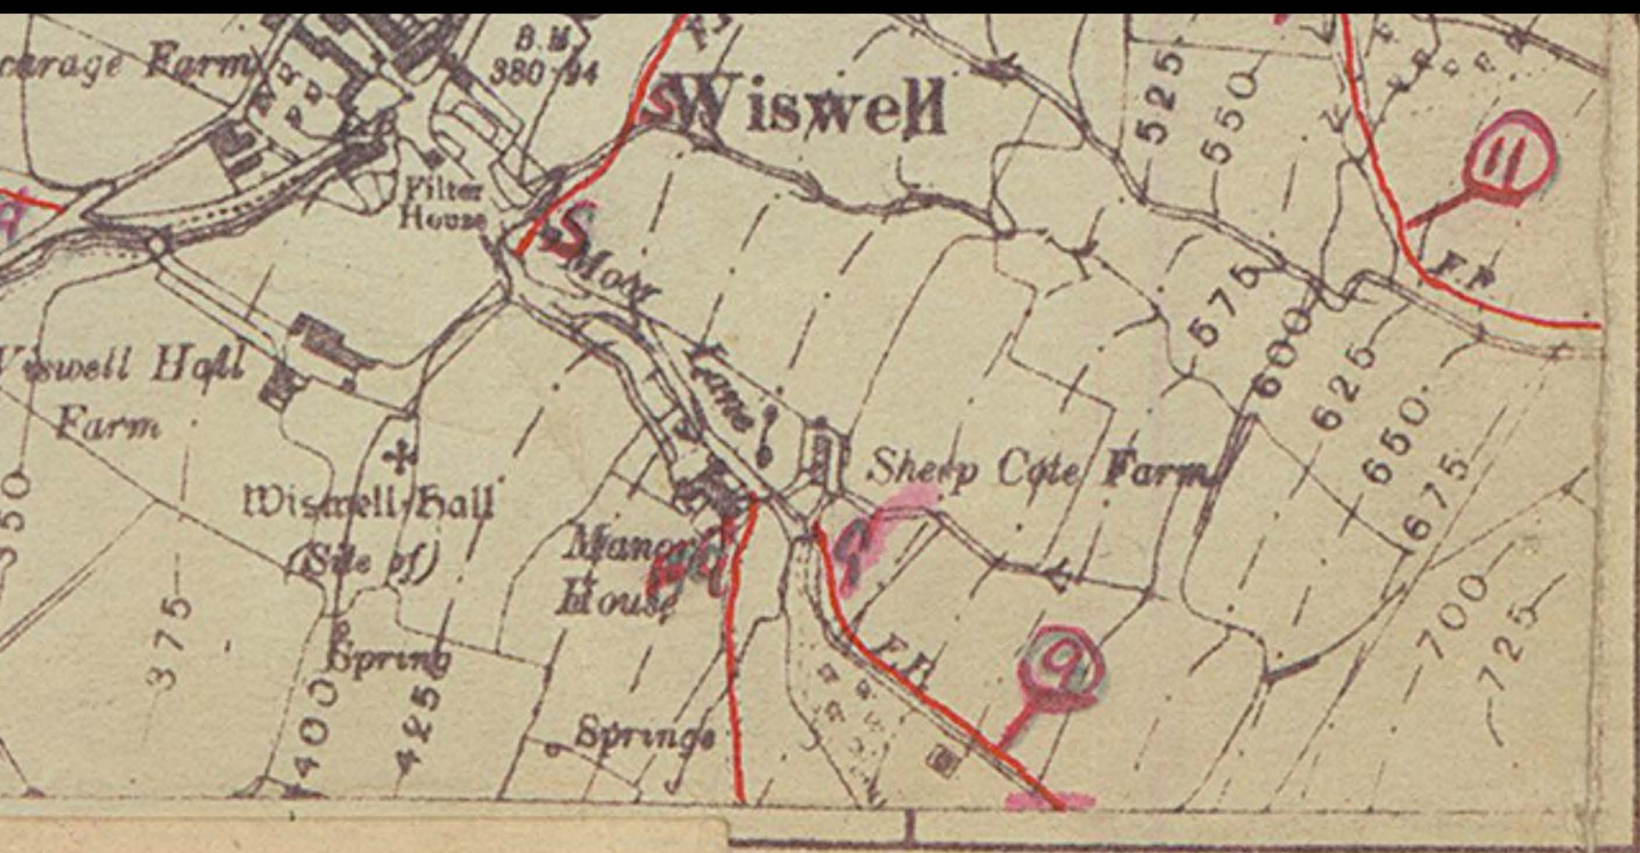 Farm
B.M.
380·94
Wiswell
S
525
550
11
Filter
House
S
Moor
Lane
F.P.
575
600
625
650
675
700
725
Wiswell Hall
Farm
350
Wiswell Hall
(Site of)
Sheep Cote Farm
Manor
House
9
F.P.
9
375
Spring
400
425
Springs